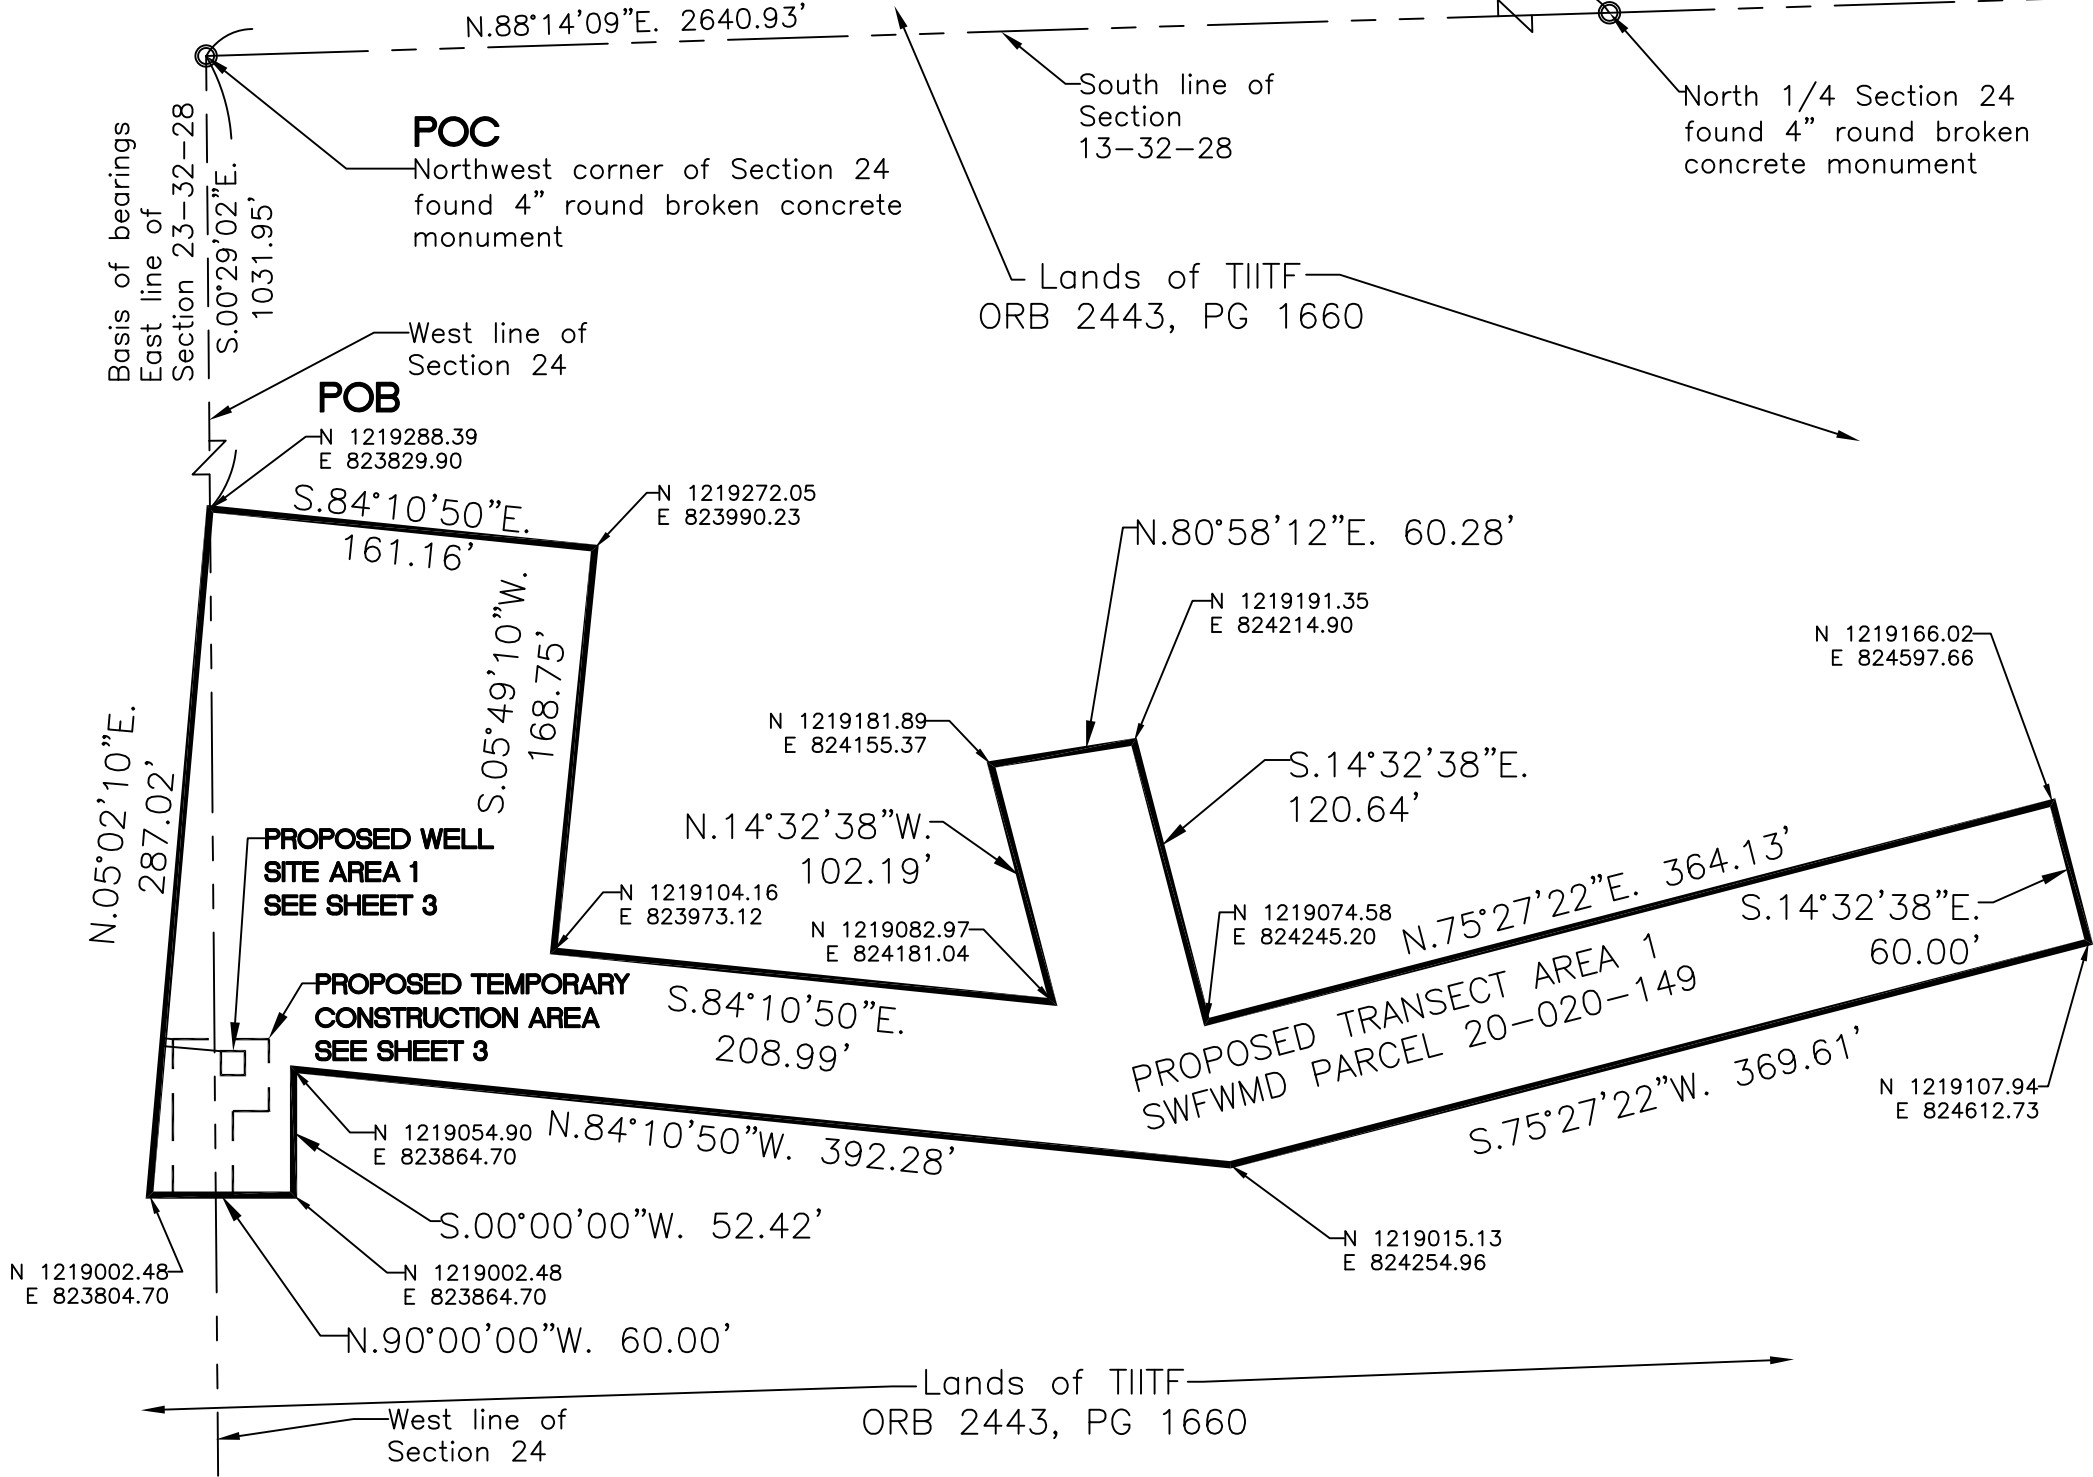 N.88°14'09"E. 2640.93'
South line of
Section
13-32-28
North 1/4 Section 24
found 4" round broken
concrete monument
POC
Northwest corner of Section 24
found 4" round broken concrete
monument
Basis of bearings
East line of
Section 23-32-28
S.00°29'02"E.
1031.95'
Lands of TIITF
ORB 2443, PG 1660
West line of
Section 24
POB
N 1219288.39
E 823829.90
S.84°10'50"E.
161.16'
N 1219272.05
E 823990.23
S.05°49'10"W.
168.75'
N.80°58'12"E. 60.28'
N 1219191.35
E 824214.90
N 1219166.02
E 824597.66
N 1219181.89
E 824155.37
S.14°32'38"E.
120.64'
N.14°32'38"W.
102.19'
N.05°02'10"E.
287.02'
PROPOSED WELL
SITE AREA 1
SEE SHEET 3
N 1219104.16
E 823973.12
N 1219082.97
E 824181.04
N 1219074.58
E 824245.20
N.75°27'22"E. 364.13'
S.14°32'38"E.
60.00'
PROPOSED TEMPORARY
CONSTRUCTION AREA
SEE SHEET 3
S.84°10'50"E.
208.99'
PROPOSED TRANSECT AREA 1
SWFWMD PARCEL 20-020-149
S.75°27'22"W. 369.61'
N 1219107.94
E 824612.73
N 1219054.90
E 823864.70
N.84°10'50"W. 392.28'
S.00°00'00"W. 52.42'
N 1219015.13
E 824254.96
N 1219002.48
E 823804.70
N 1219002.48
E 823864.70
N.90°00'00"W. 60.00'
Lands of TIITF
ORB 2443, PG 1660
West line of
Section 24